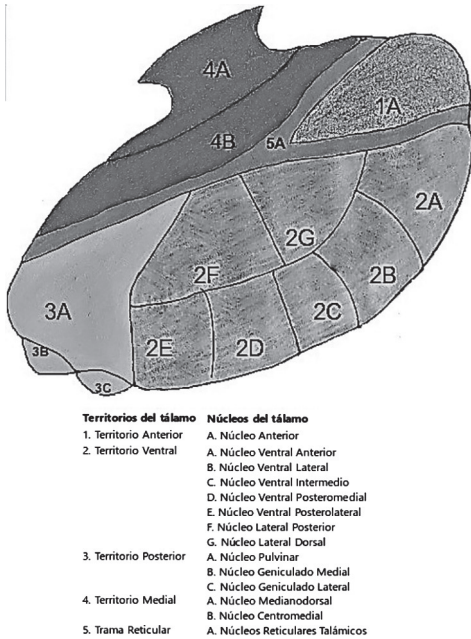 4A
1A
4B
5A
2A
2G
2B
2F
3A
2C
2E
2D
3B
3C
Territorios del tálamo Núcleos del tálamo
1. Territorio Anterior A. Núcleo Anterior
2. Territorio Ventral A. Núcleo Ventral Anterior
B. Núcleo Ventral Lateral
C. Núcleo Ventral Intermedio
D. Núcleo Ventral Posteromedial
E. Núcleo Ventral Posterolateral
F. Núcleo Lateral Posterior
G. Núcleo Lateral Dorsal
3. Territorio Posterior A. Núcleo Pulvinar
B. Núcleo Geniculado Medial
C. Núcleo Geniculado Lateral
4. Territorio Medial A. Núcleo Medianodorsal
B. Núcleo Centromedial
5. Trama Reticular A. Núcleos Reticulares Talámicos